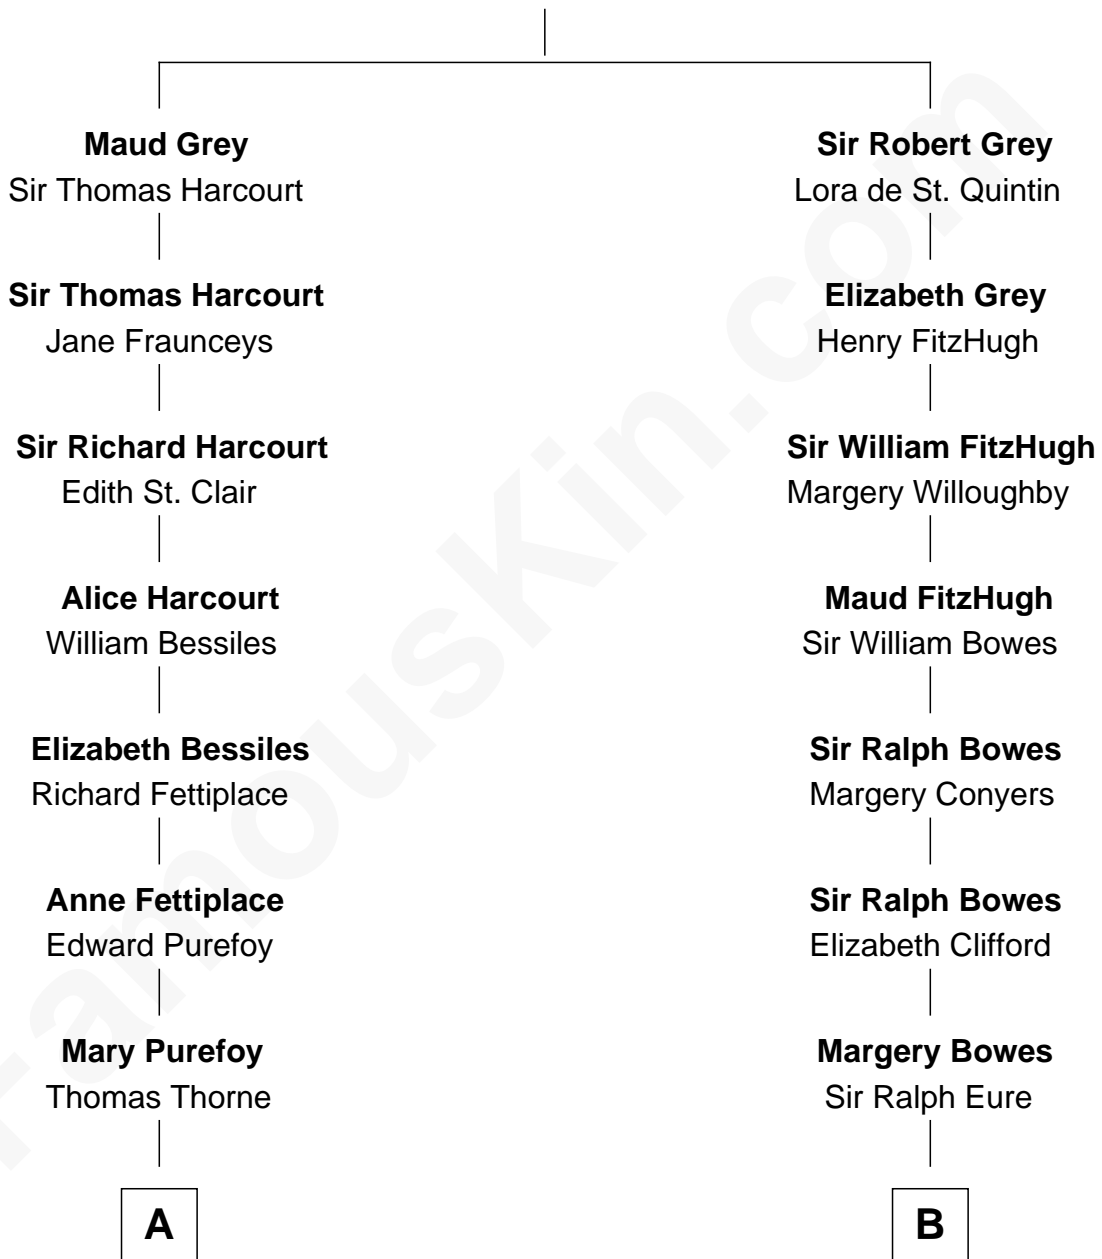 Maud Grey
Sir Thomas Harcourt
Sir Thomas Harcourt
Jane Fraunceys
Sir Richard Harcourt
Edith St. Clair
Alice Harcourt
William Bessiles
Elizabeth Bessiles
Richard Fettiplace
Anne Fettiplace
Edward Purefoy
Mary Purefoy
Thomas Thorne
A
Sir Robert Grey
Lora de St. Quintin
Elizabeth Grey
Henry FitzHugh
Sir William FitzHugh
Margery Willoughby
Maud FitzHugh
Sir William Bowes
Sir Ralph Bowes
Margery Conyers
Sir Ralph Bowes
Elizabeth Clifford
Margery Bowes
Sir Ralph Eure
B
FamousKin.com